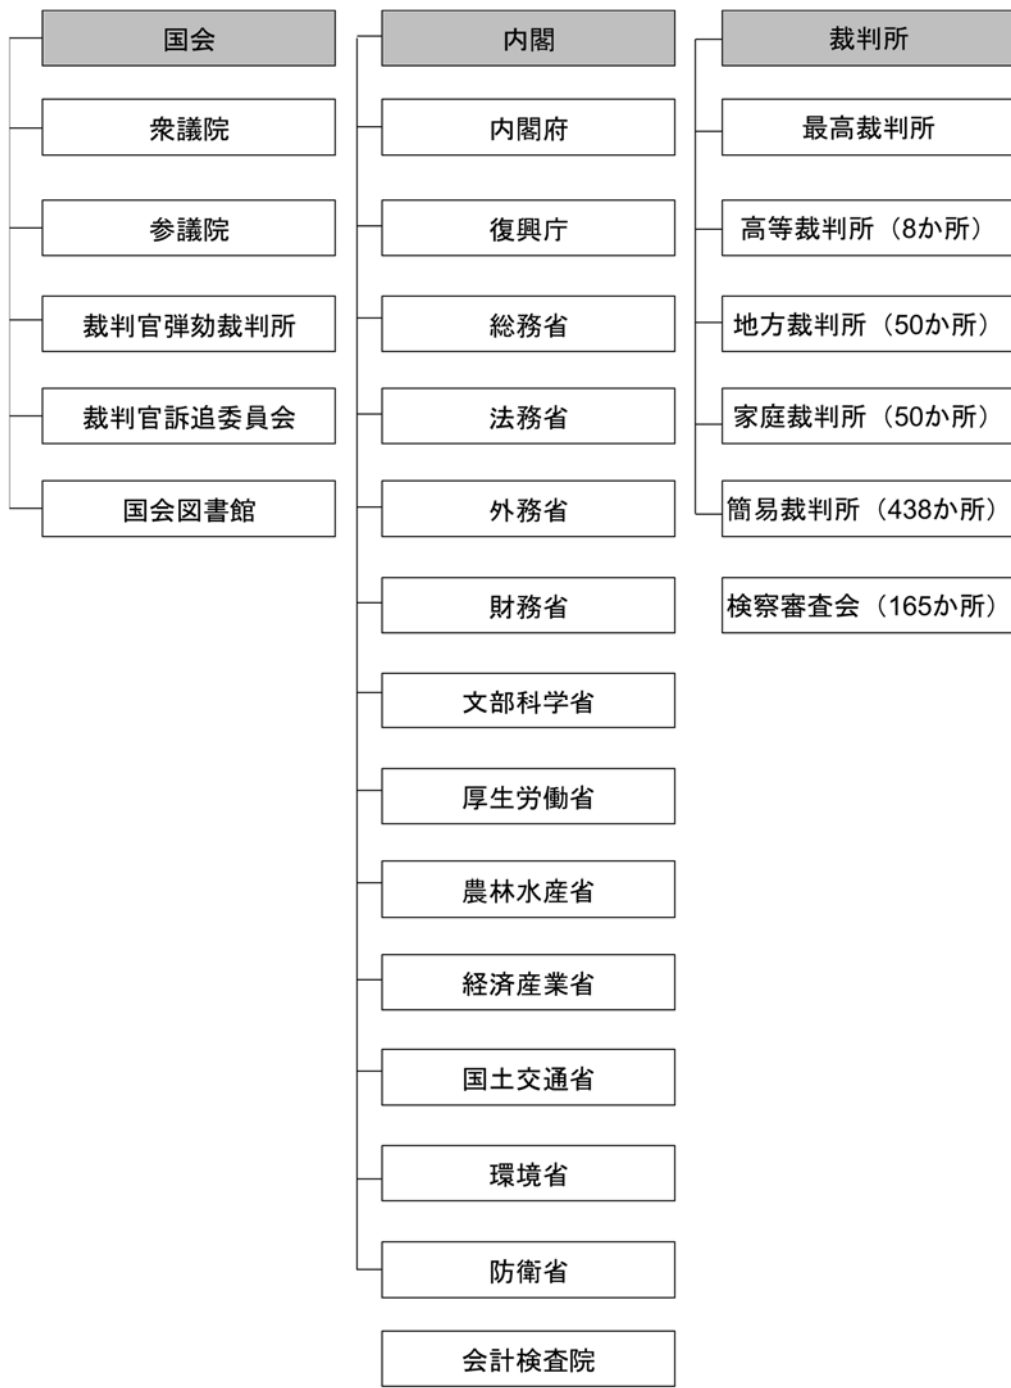 国会
衆議院
参議院
裁判官弾劾裁判所
裁判官訴追委員会
国会図書館
内閣
内閣府
復興庁
総務省
法務省
外務省
財務省
文部科学省
厚生労働省
農林水産省
経済産業省
国土交通省
環境省
防衛省
会計検査院
裁判所
最高裁判所
高等裁判所（8か所）
地方裁判所（50か所）
家庭裁判所（50か所）
簡易裁判所（438か所）
検察審査会（165か所）